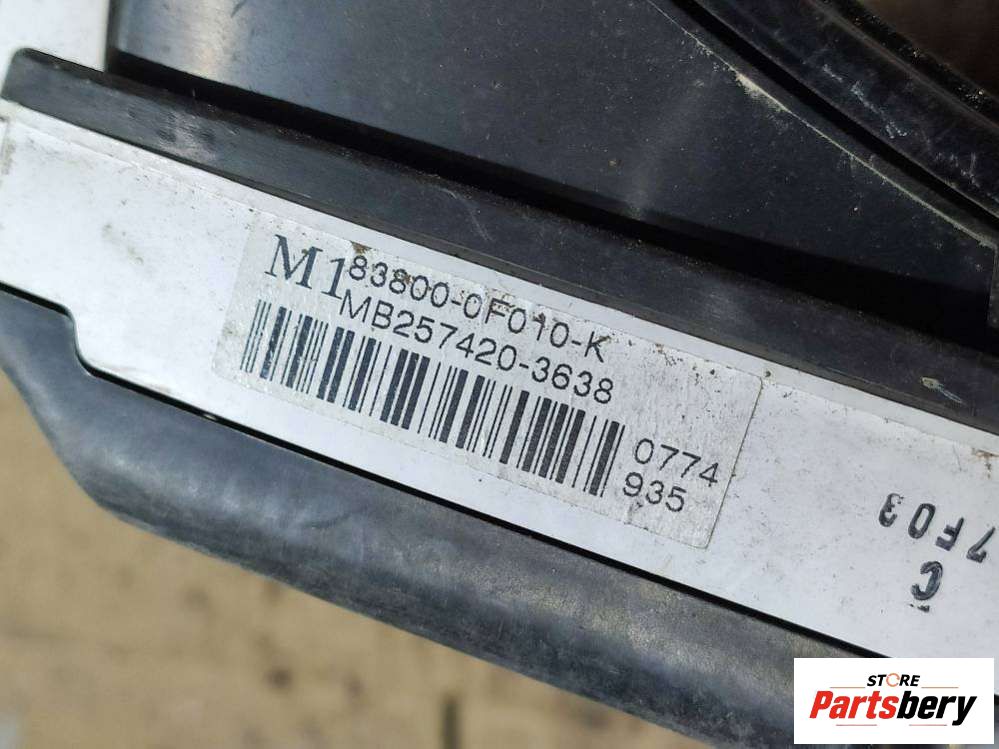 M1
83800-0F010-K
MB257420-3638
0774
935
C
7F03
STORE
Partsbery